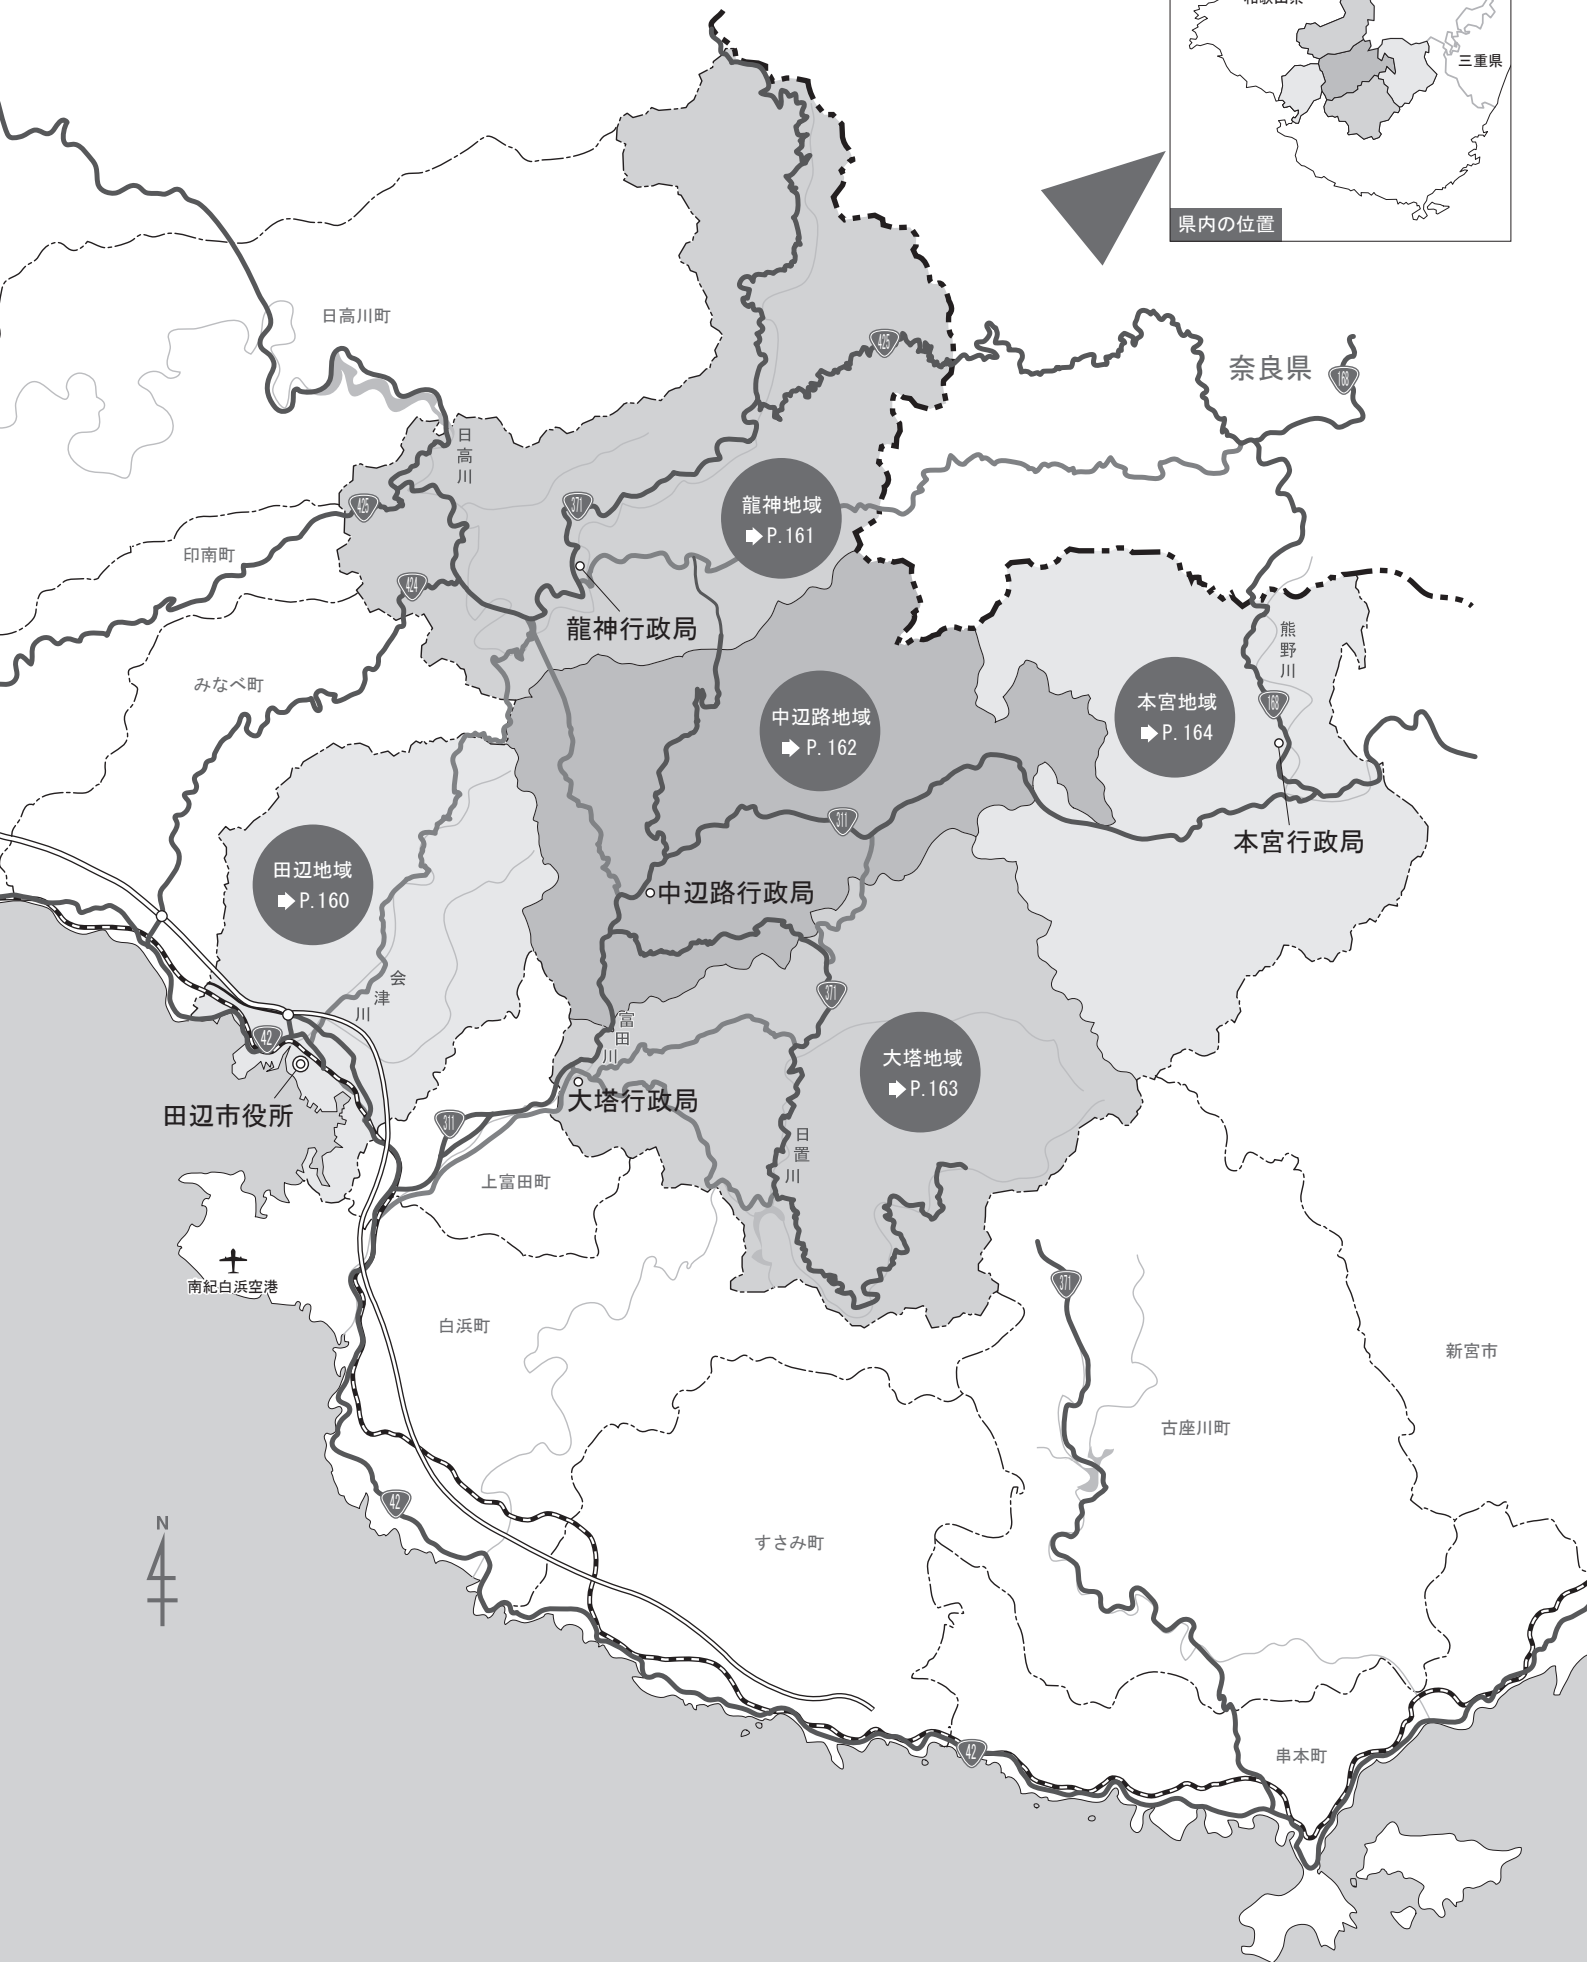 三重県
県内の位置
日高川町
425
奈良県
168
日高川
425
371
龍神地域
P.161
印南町
424
龍神行政局
熊野川
みなべ町
中辺路地域
P. 162
本宮地域
P. 164
168
311
本宮行政局
田辺地域
P.160
中辺路行政局
会津川
371
富田川
42
大塔地域
P.163
田辺市役所
大塔行政局
311
日置川
上富田町
南紀白浜空港
371
白浜町
新宮市
古座川町
42
N
すさみ町
42
串本町